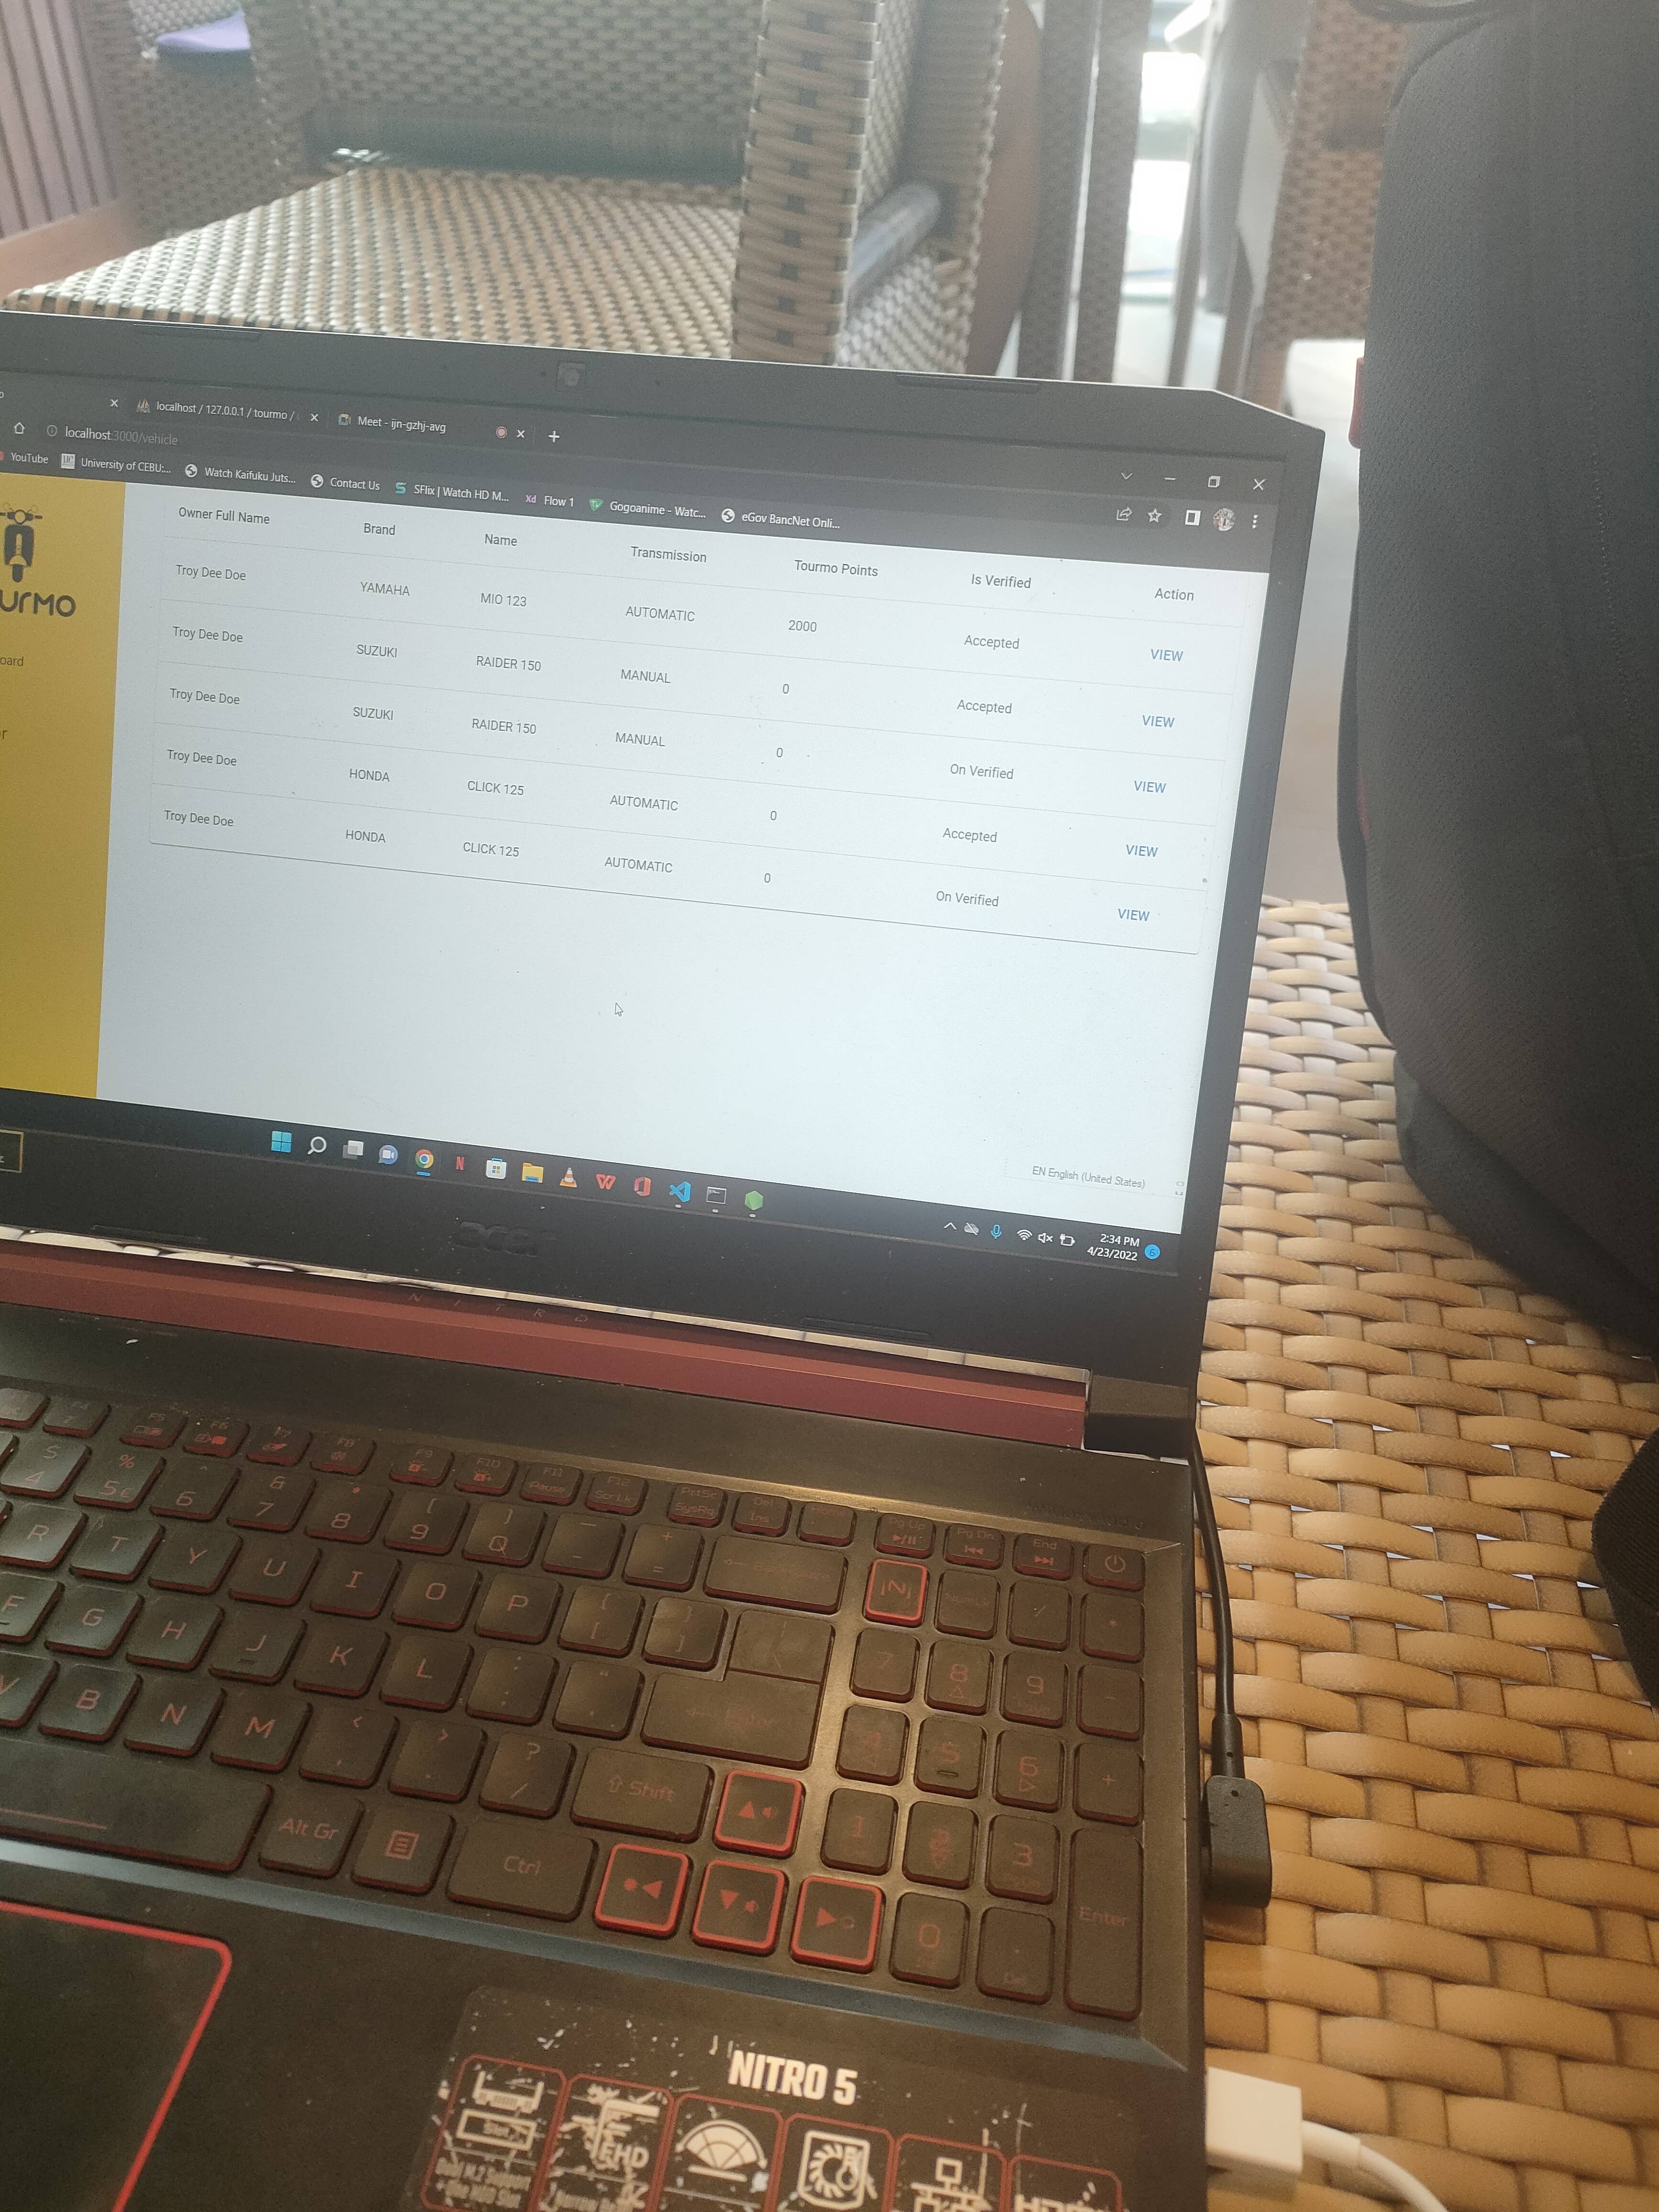 localhost / 127.0.0.1 / tourmo /
Meet - ijn-gzhj-avg
localhost:3000/vehicle
YouTube
University of CEBU:...
Watch Kaifuku Juts...
Contact Us
SFlix | Watch HD M...
Xd Flow 1
Gogoanime - Watc...
eGov BancNet Onli...
Owner Full Name Brand Name Transmission Tourmo Points Is Verified Action
Troy Dee Doe YAMAHA MIO 123 AUTOMATIC 2000 Accepted VIEW
Troy Dee Doe SUZUKI RAIDER 150 MANUAL 0 Accepted VIEW
Troy Dee Doe SUZUKI RAIDER 150 MANUAL 0 On Verified VIEW
Troy Dee Doe HONDA CLICK 125 AUTOMATIC 0 Accepted VIEW
Troy Dee Doe HONDA CLICK 125 AUTOMATIC 0 On Verified VIEW
URMO
oard
r
EN English (United States)
2:34 PM
4/23/2022
6
acer
NITRO
F5 F6 F7 F8 F9 F10 F11 Pause F12 Scr Lk PrtSc SysRq Del Ins Pg Up Pg Dn End
$ 4 % 5 € ^ 6 & 7 * 8 ( 9 ) 0 _ - + =
R T Y U I O P { [ } ] 7 8 9 -
F G H J K L : ; " 4 5 6 +
V B N M < , > . ? / Shift 1 2 3
Alt Gr Ctrl 0 . Del Enter
NITRO 5
FHD